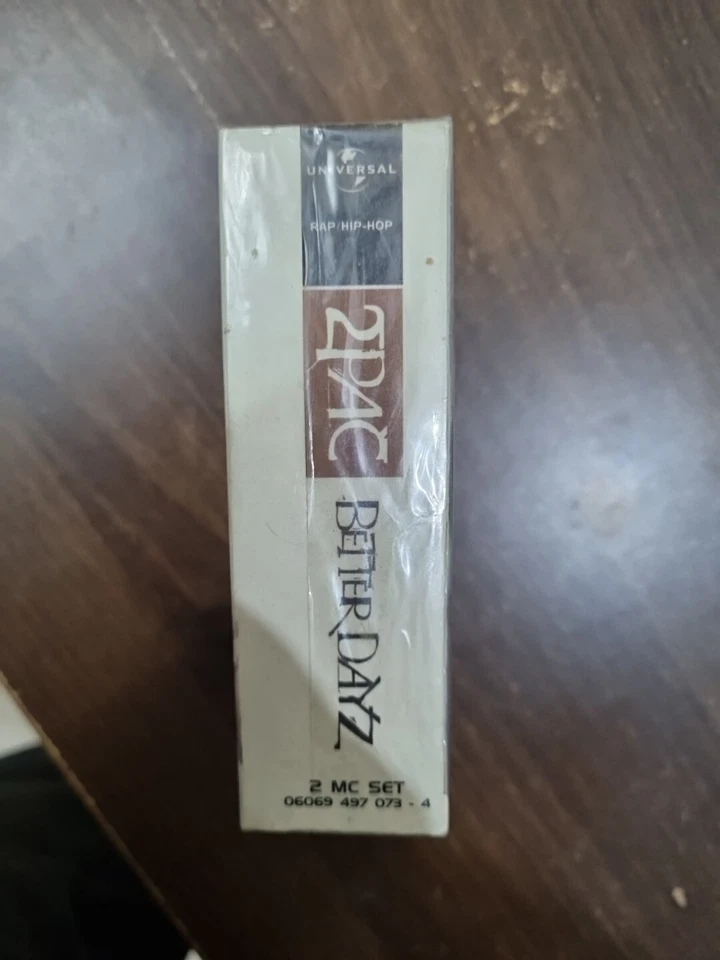 UNIVERSAL
RAP/HIP-HOP
2PAC
BETTER DAYZ
2 MC SET
06069 497 073 - 4